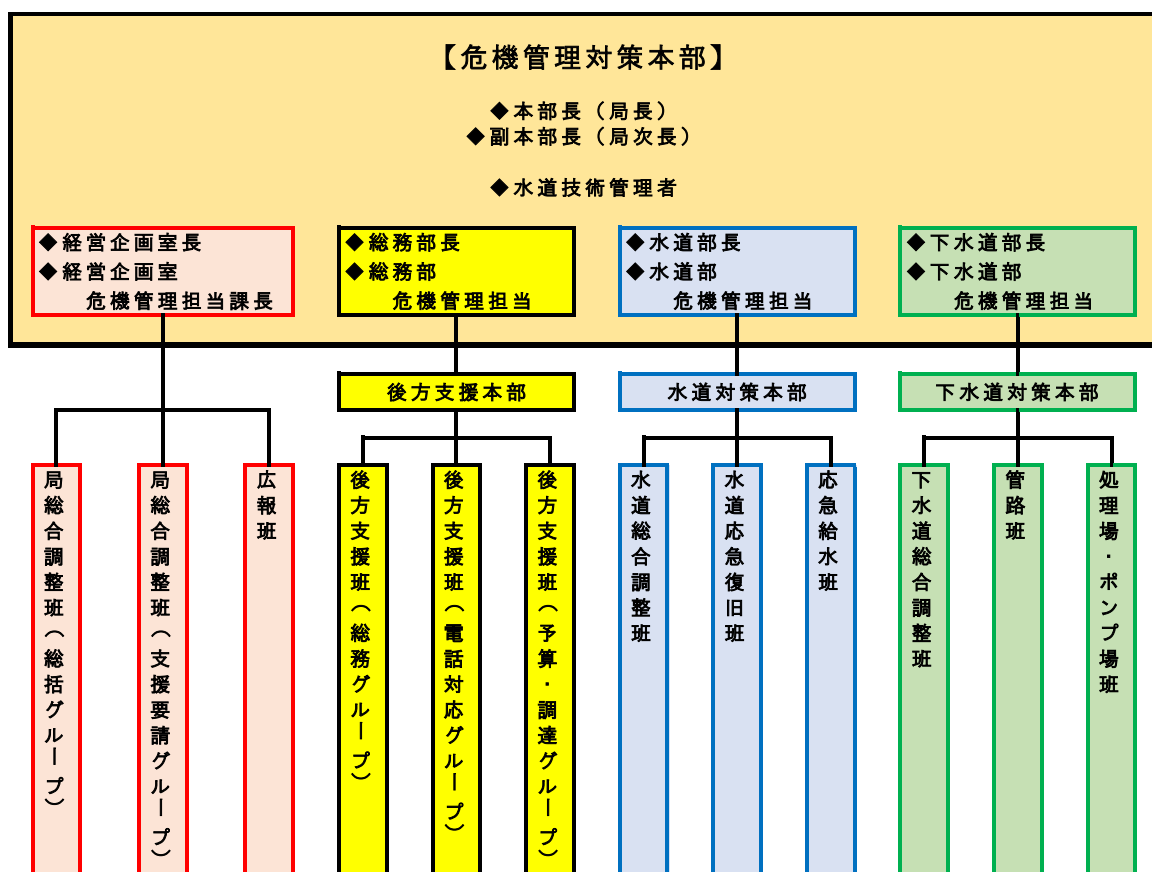 【危機管理対策本部】
◆本部長（局長）
◆副本部長（局次長）
◆水道技術管理者
◆経営企画室長
◆経営企画室
危機管理担当課長
◆総務部長
◆総務部
危機管理担当
◆水道部長
◆水道部
危機管理担当
◆下水道部長
◆下水道部
危機管理担当
後方支援本部
水道対策本部
下水道対策本部
局総合調整班（総括グループ）
局総合調整班（支援要請グループ）
広報班
後方支援班（総務グループ）
後方支援班（電話対応グループ）
後方支援班（予算・調達グループ）
水道総合調整班
水道応急復旧班
応急給水班
下水道総合調整班
管路班
処理場・ポンプ場班